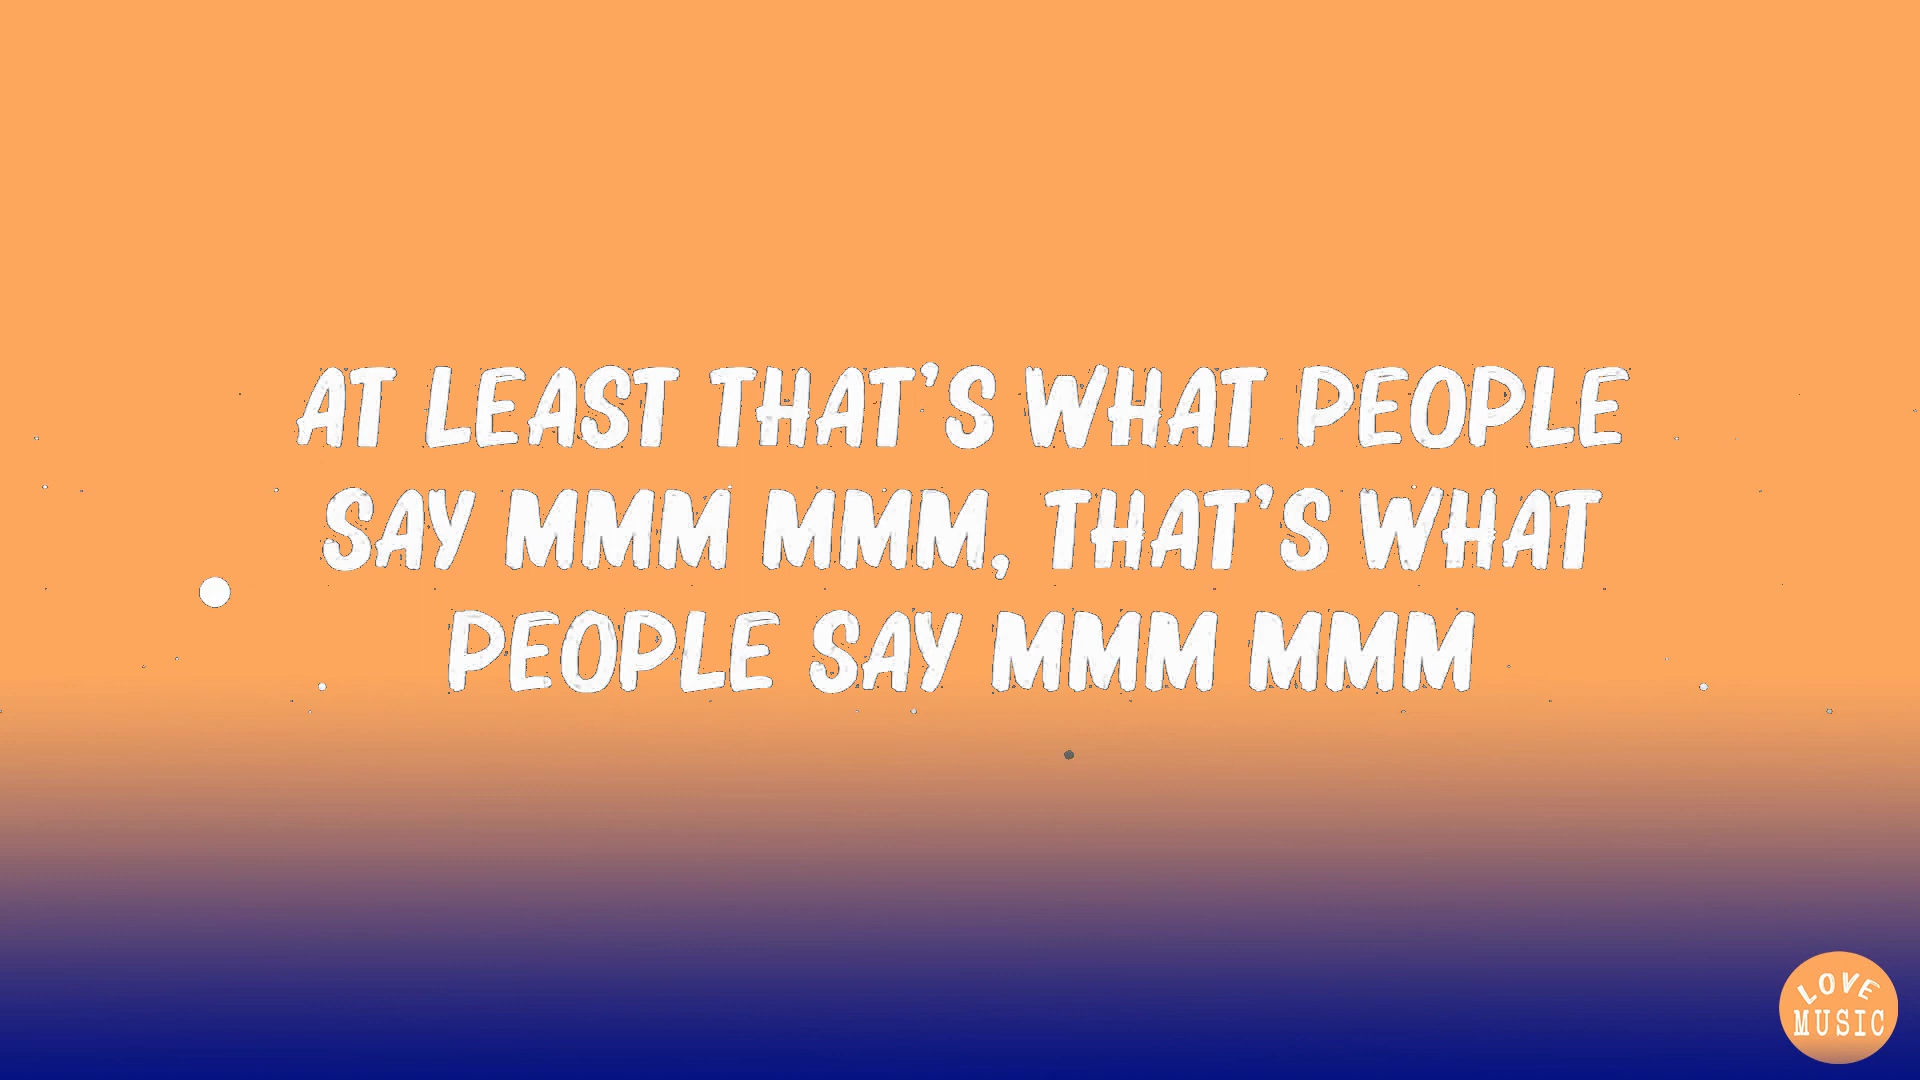 AT LEAST THAT'S WHAT PEOPLE
SAY MMM MMM, THAT'S WHAT
PEOPLE SAY MMM MMM
LOVE
MUSIC